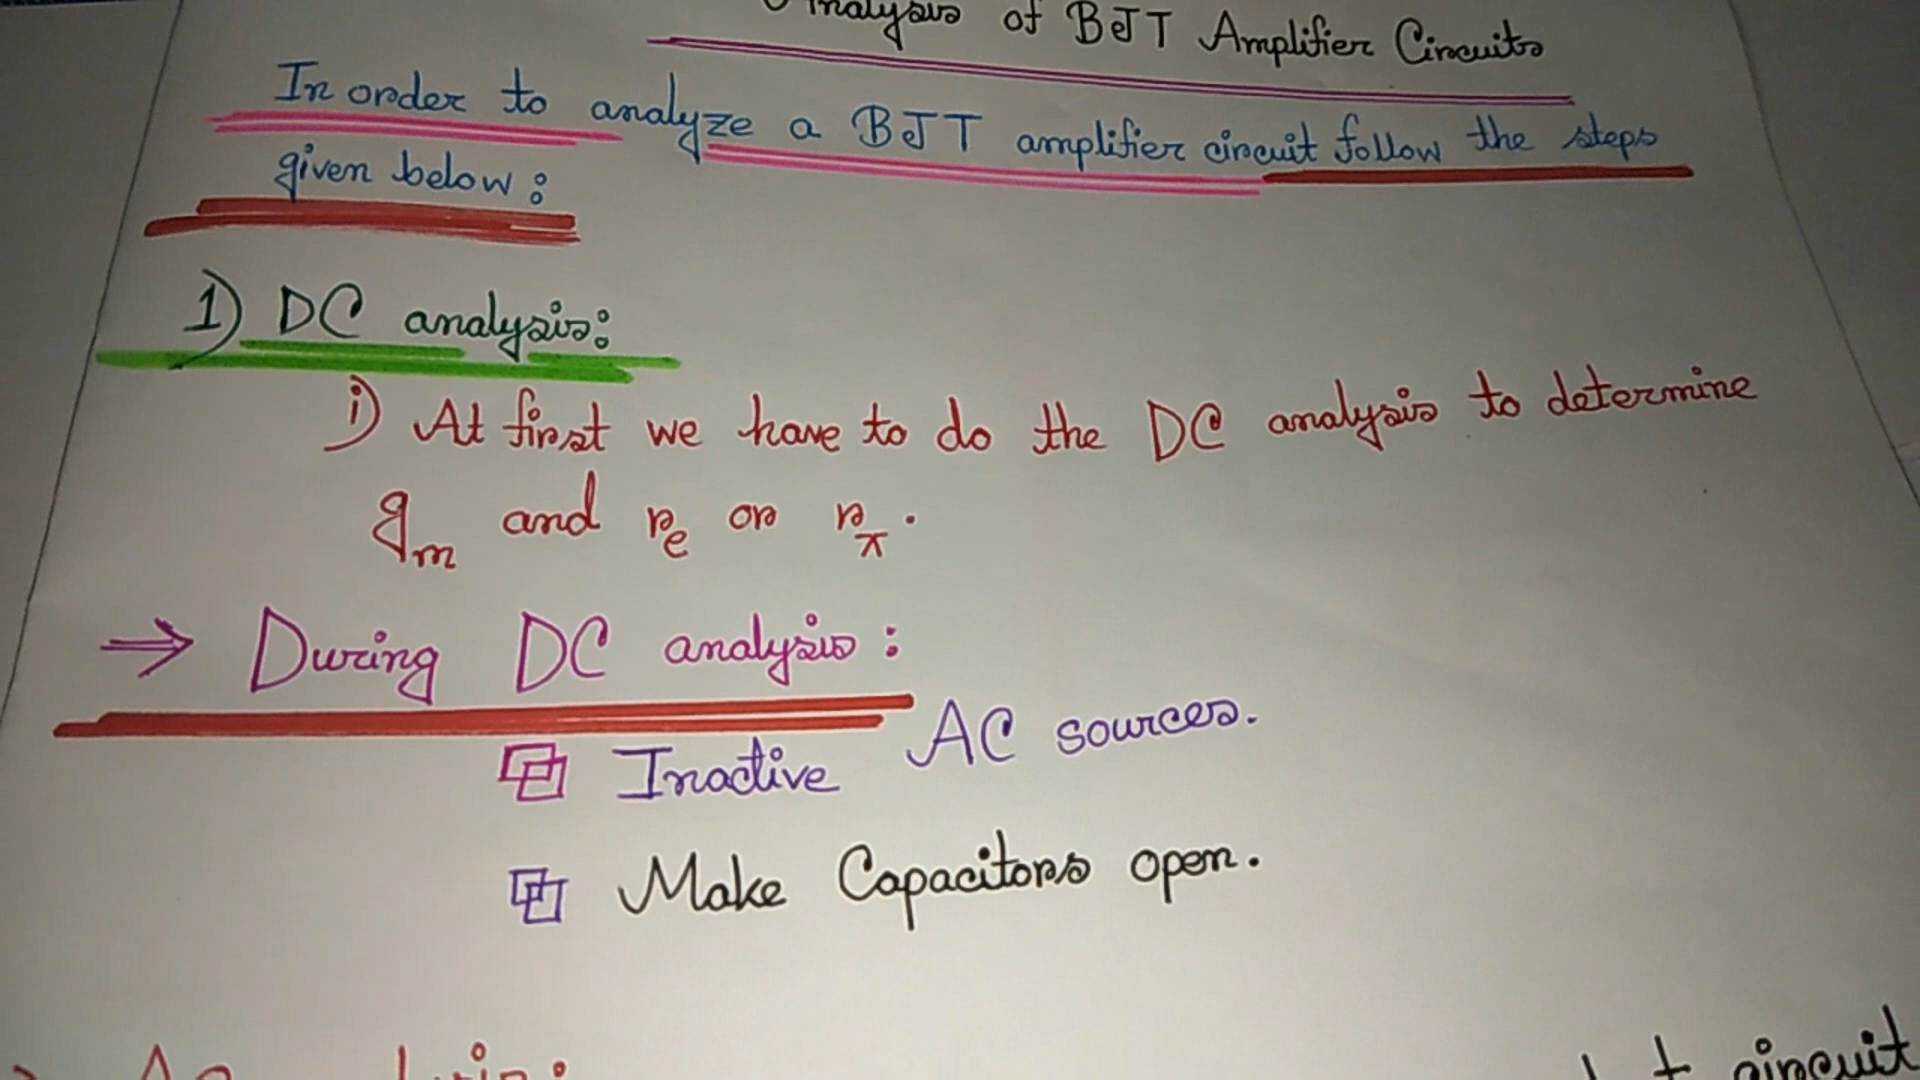 Analysis of BJT Amplifier Circuits
In order to analyze a BJT amplifier circuit follow the steps
given below:
1) DC analysis:
i) At first we have to do the DC analysis to determine
gm and re or rπ.
⇒ During DC analysis:
Inactive AC sources.
Make Capacitors open.
circuit